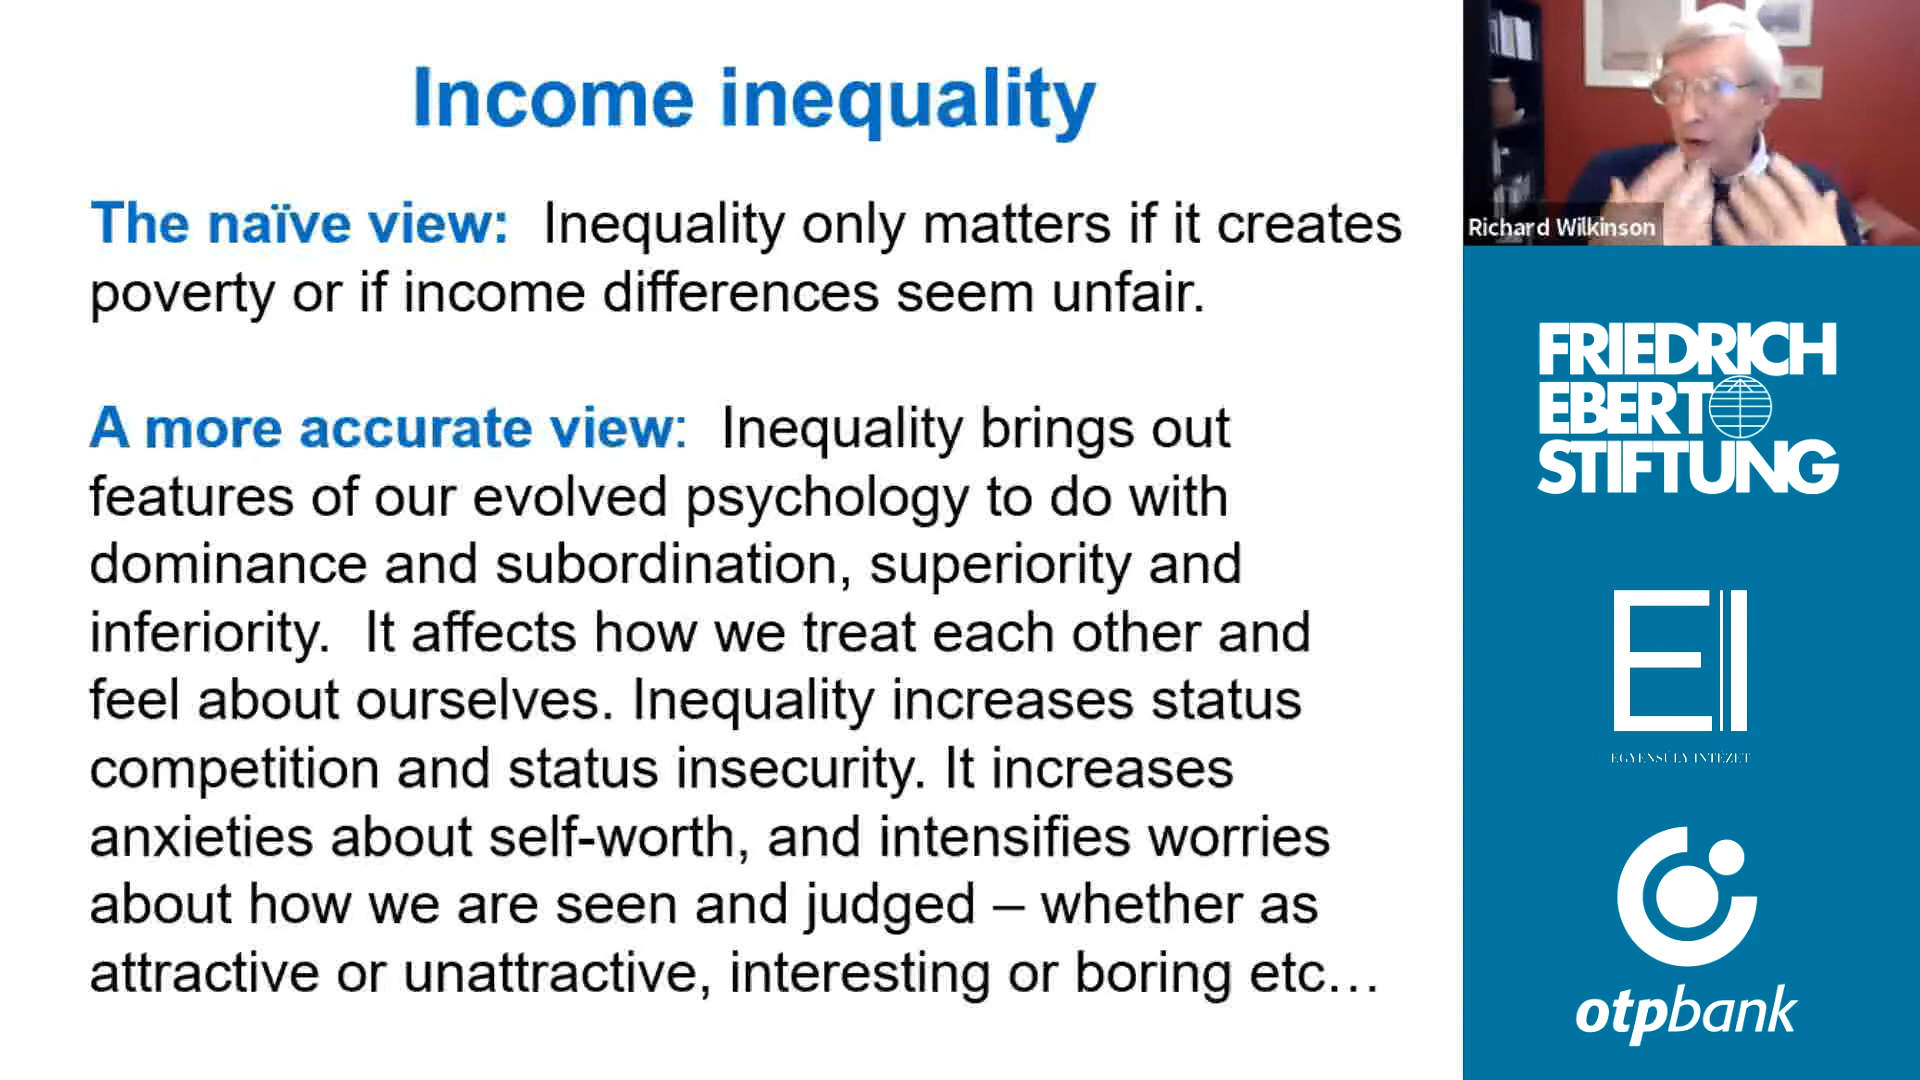 Income inequality
The naïve view:  Inequality only matters if it creates
poverty or if income differences seem unfair.
A more accurate view:  Inequality brings out
features of our evolved psychology to do with
dominance and subordination, superiority and
inferiority.  It affects how we treat each other and
feel about ourselves. Inequality increases status
competition and status insecurity. It increases
anxieties about self-worth, and intensifies worries
about how we are seen and judged – whether as
attractive or unattractive, interesting or boring etc…
Richard Wilkinson
FRIEDRICH
EBERT
STIFTUNG
EI
EGYENSÚLY INTÉZET
otpbank